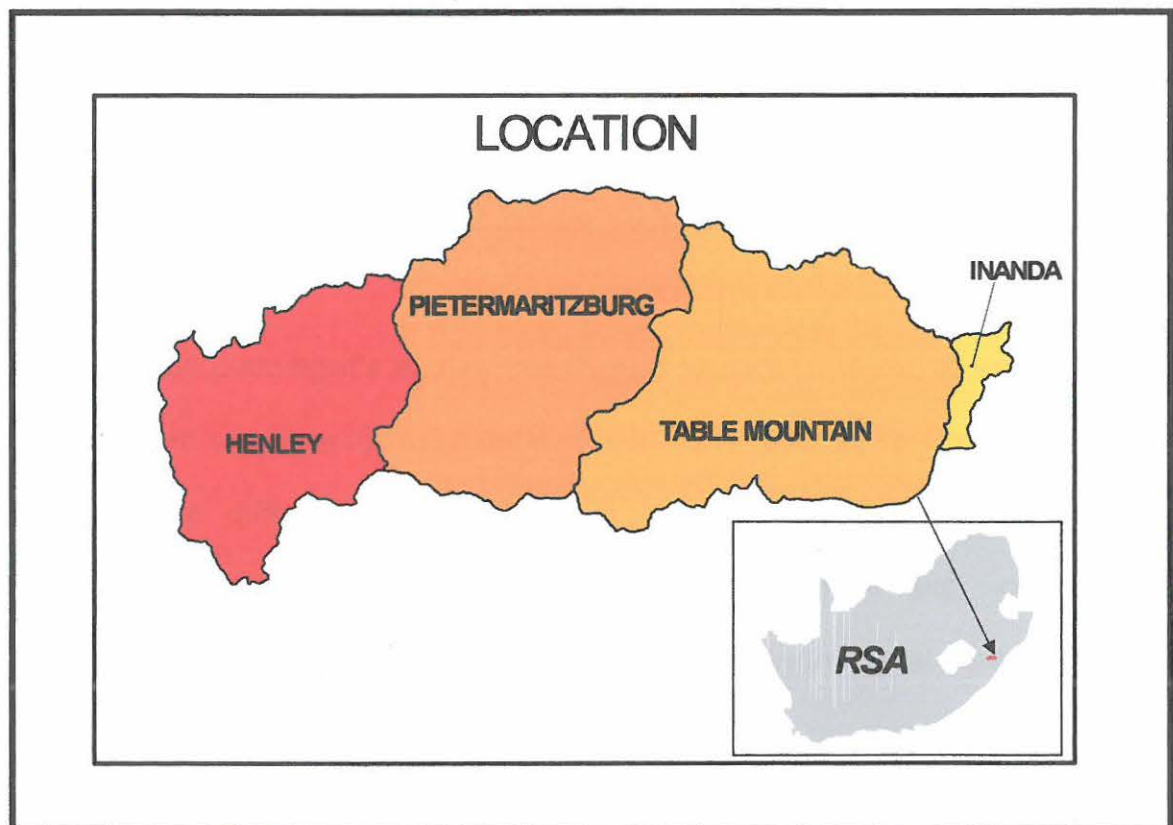 LOCATION
INANDA
PIETERMARITZBURG
TABLE MOUNTAIN
HENLEY
RSA